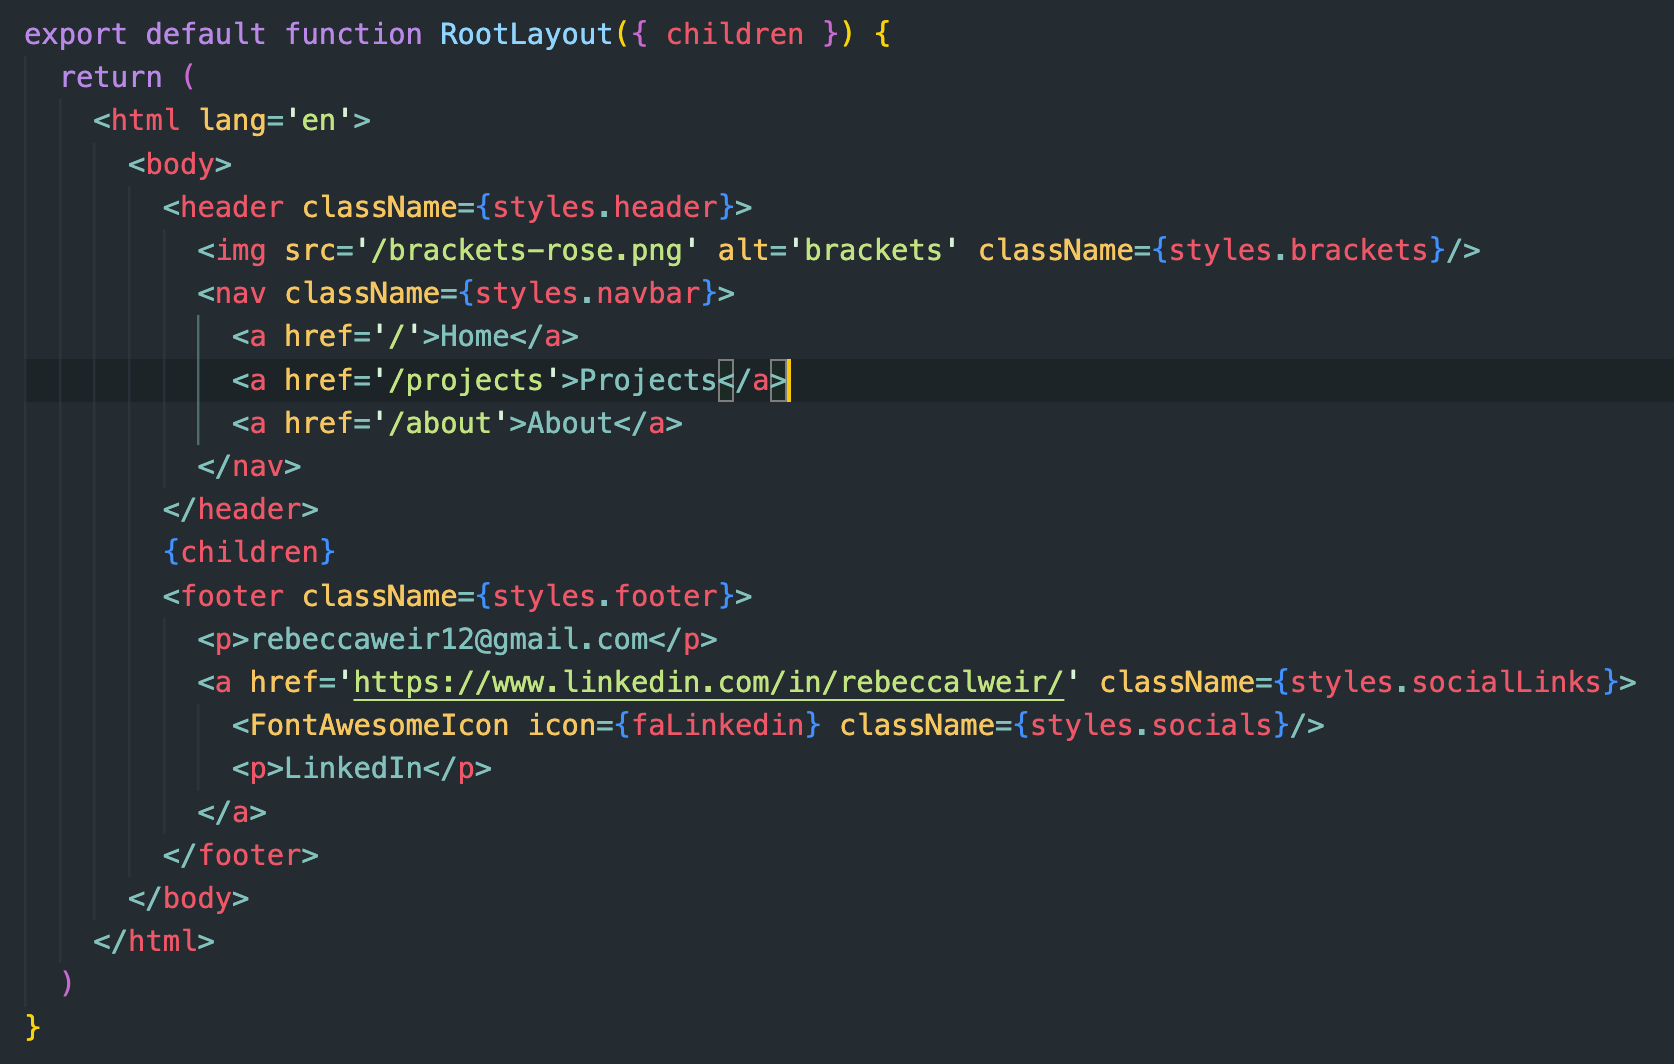 export default function RootLayout({ children }) {
  return (
    <html lang='en'>
      <body>
        <header className={styles.header}>
          <img src='/brackets-rose.png' alt='brackets' className={styles.brackets}/>
          <nav className={styles.navbar}>
            <a href='/'>Home</a>
            <a href='/projects'>Projects</a>
            <a href='/about'>About</a>
          </nav>
        </header>
        {children}
        <footer className={styles.footer}>
          <p>rebeccaweir12@gmail.com</p>
          <a href='https://www.linkedin.com/in/rebeccalweir/' className={styles.socialLinks}>
            <FontAwesomeIcon icon={faLinkedin} className={styles.socials}/>
            <p>LinkedIn</p>
          </a>
        </footer>
      </body>
    </html>
  )
}